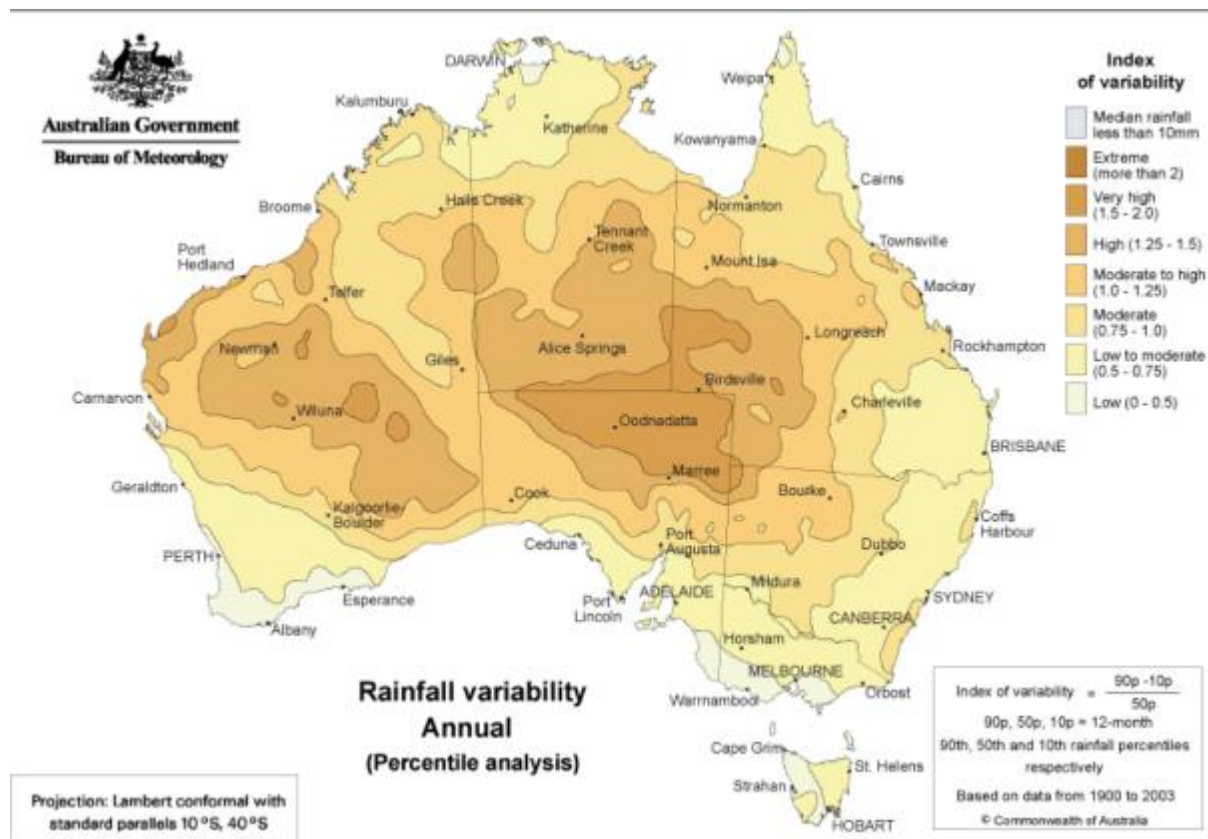 Australian Government
Bureau of Meteorology
DARWIN
Weipa
Kalumburu
Katherine
Kowanyama
Cairns
Halls Creek
Broome
Normanton
Tennant
Creek
Townsville
Port
Hedland
Mount Isa
Mackay
Telfer
Longreach
Newman
Alice Springs
Rockhampton
Giles
Birdsville
Carnarvon
Charleville
Wiluna
Oodnadatta
BRISBANE
Marree
Geraldton
Bourke
Cook
Kalgoorlie-
Boulder
Coffs
Harbour
Port
Augusta
Ceduna
Dubbo
PERTH
Mildura
ADELAIDE
Esperance
Port
Lincoln
SYDNEY
CANBERRA
Albany
Horsham
MELBOURNE
Warrnambool
Orbost
Cape Grim
St. Helens
Strahan
HOBART
Index
of variability
Median rainfall
less than 10mm
Extreme
(more than 2)
Very high
(1.5 - 2.0)
High (1.25 - 1.5)
Moderate to high
(1.0 - 1.25)
Moderate
(0.75 - 1.0)
Low to moderate
(0.5 - 0.75)
Low (0 - 0.5)
Rainfall variability
Annual
(Percentile analysis)
Projection: Lambert conformal with
standard parallels 10°S, 40°S
Index of variability = 90p -10p
50p
90p, 50p, 10p = 12-month
90th, 50th and 10th rainfall percentiles
respectively
Based on data from 1900 to 2003
© Commonwealth of Australia